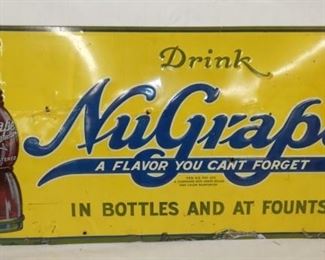 Drink
NuGrape
A FLAVOR YOU CANT FORGET
IN BOTTLES AND AT FOUNTS